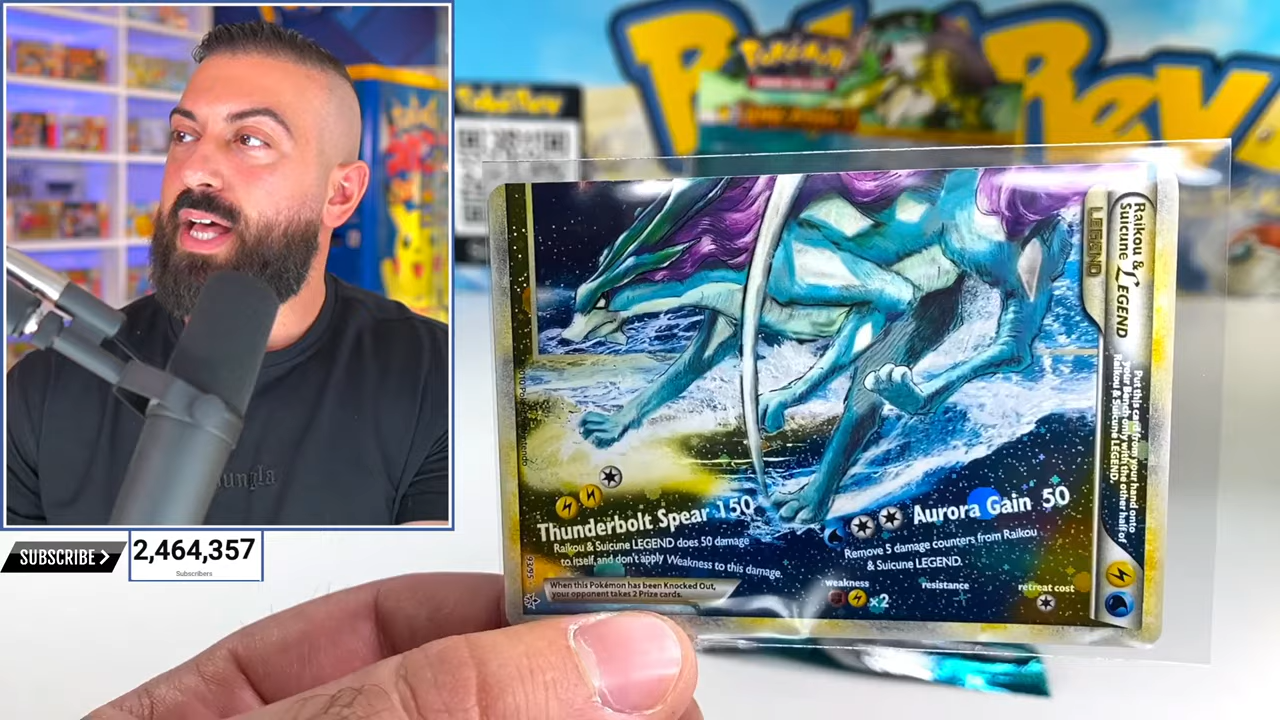 SUBSCRIBE >
2,464,357
Subscribers
PokeRev
Pokémon
PokeRev
Raikou &
Suicune LEGEND
LEGEND
Put this card from your hand onto
your Bench only with the other half of
Raikou & Suicune LEGEND.
Thunderbolt Spear 150
Raikou & Suicune LEGEND does 50 damage
to itself, and don't apply Weakness to this damage.
Aurora Gain 50
Remove 5 damage counters from Raikou
& Suicune LEGEND.
When this Pokémon has been Knocked Out,
your opponent takes 2 Prize cards.
weakness
x2
resistance
retreat cost